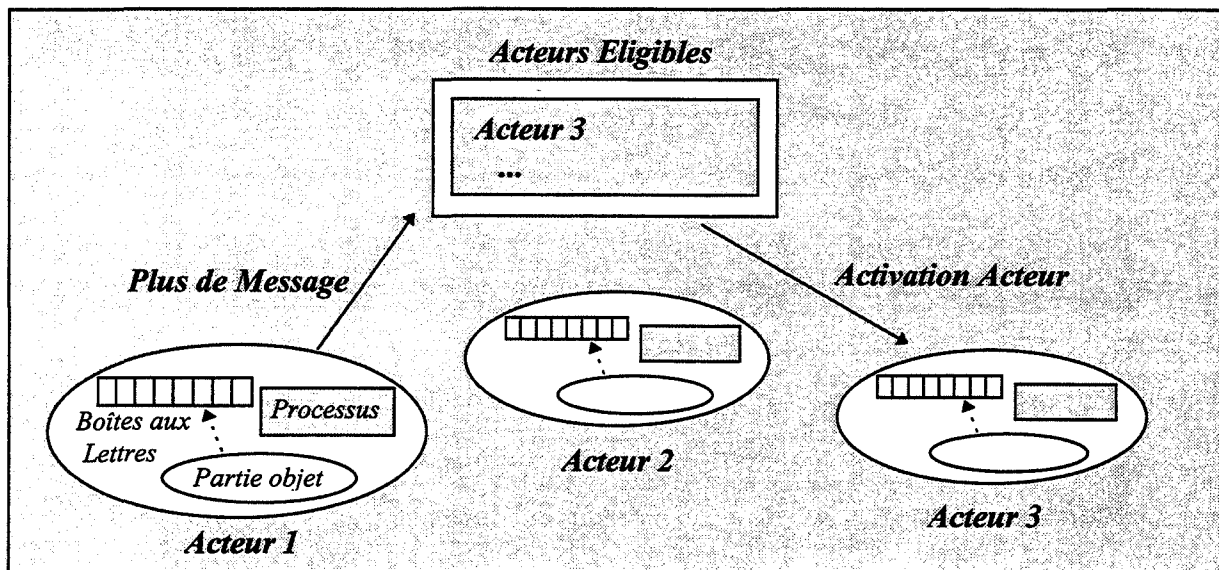 Acteurs Eligibles
Acteur 3
...
Plus de Message
Activation Acteur
Boîtes aux
Lettres
Processus
Partie objet
Acteur 1
Acteur 2
Acteur 3